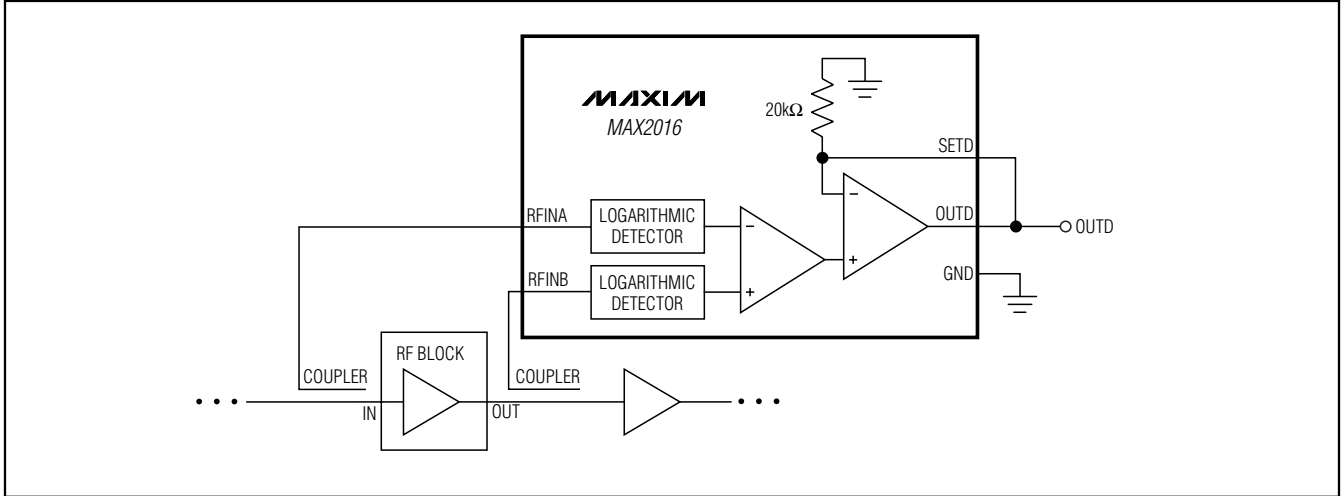 MAXIM
MAX2016
20kΩ
SETD
RFINA
LOGARITHMIC
DETECTOR
−
−
OUTD
OUTD
+
RFINB
LOGARITHMIC
DETECTOR
+
GND
RF BLOCK
COUPLER
COUPLER
IN
OUT